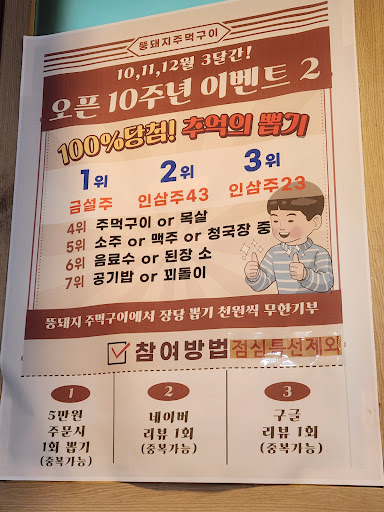 뚱돼지주먹구이
10,11,12월 3달간!
오픈 10주년 이벤트 2
100%당첨! 추억의 뽑기
1위 2위 3위
금설주 인삼주43 인삼주23
4위 주먹구이 or 목살
5위 소주 or 맥주 or 청국장 중
6위 음료수 or 된장 소
7위 공기밥 or 꾀돌이
뚱돼지 주먹구이에서 장당 뽑기 천원씩 무한기부
참여방법 점심특선제외
1 2 3
5만원 네이버 구글
주문시 리뷰 1회 리뷰 1회
1회 뽑기 (중복가능) (중복가능)
(중복가능)